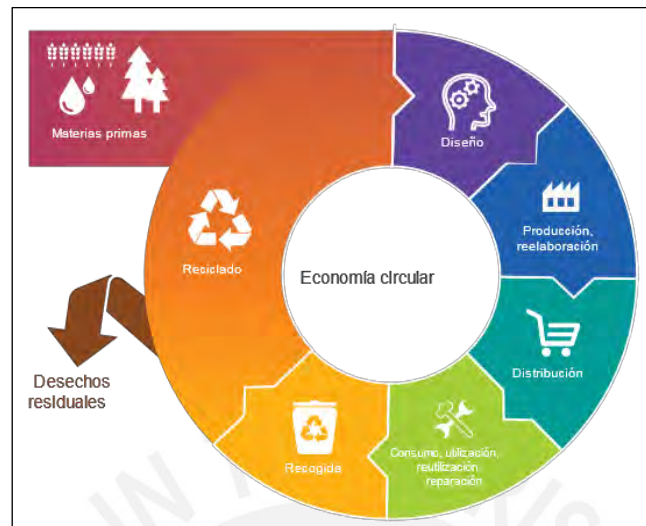 Materias primas
Diseño
Producción,
reelaboración
Distribución
Consumo, utilización,
reutilización,
reparación
Recogida
Reciclado
Desechos
residuales
Economía circular